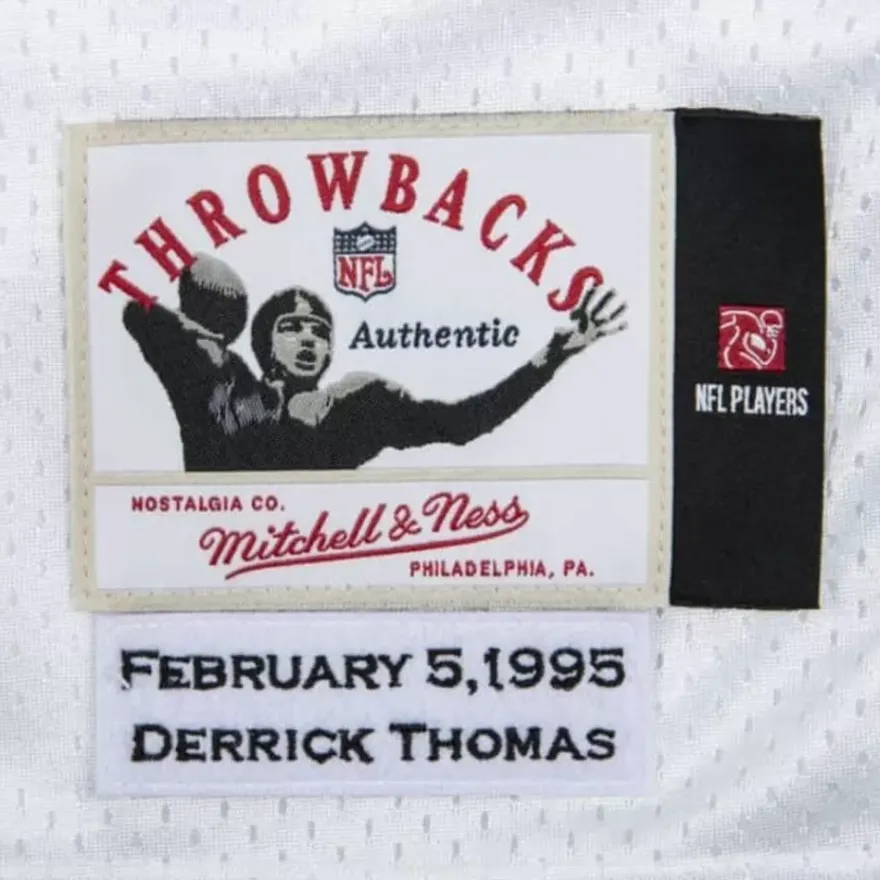 THROWBACKS
NFL
Authentic
NFL PLAYERS
NOSTALGIA CO.
Mitchell & Ness
PHILADELPHIA, PA.
FEBRUARY 5,1995
DERRICK THOMAS